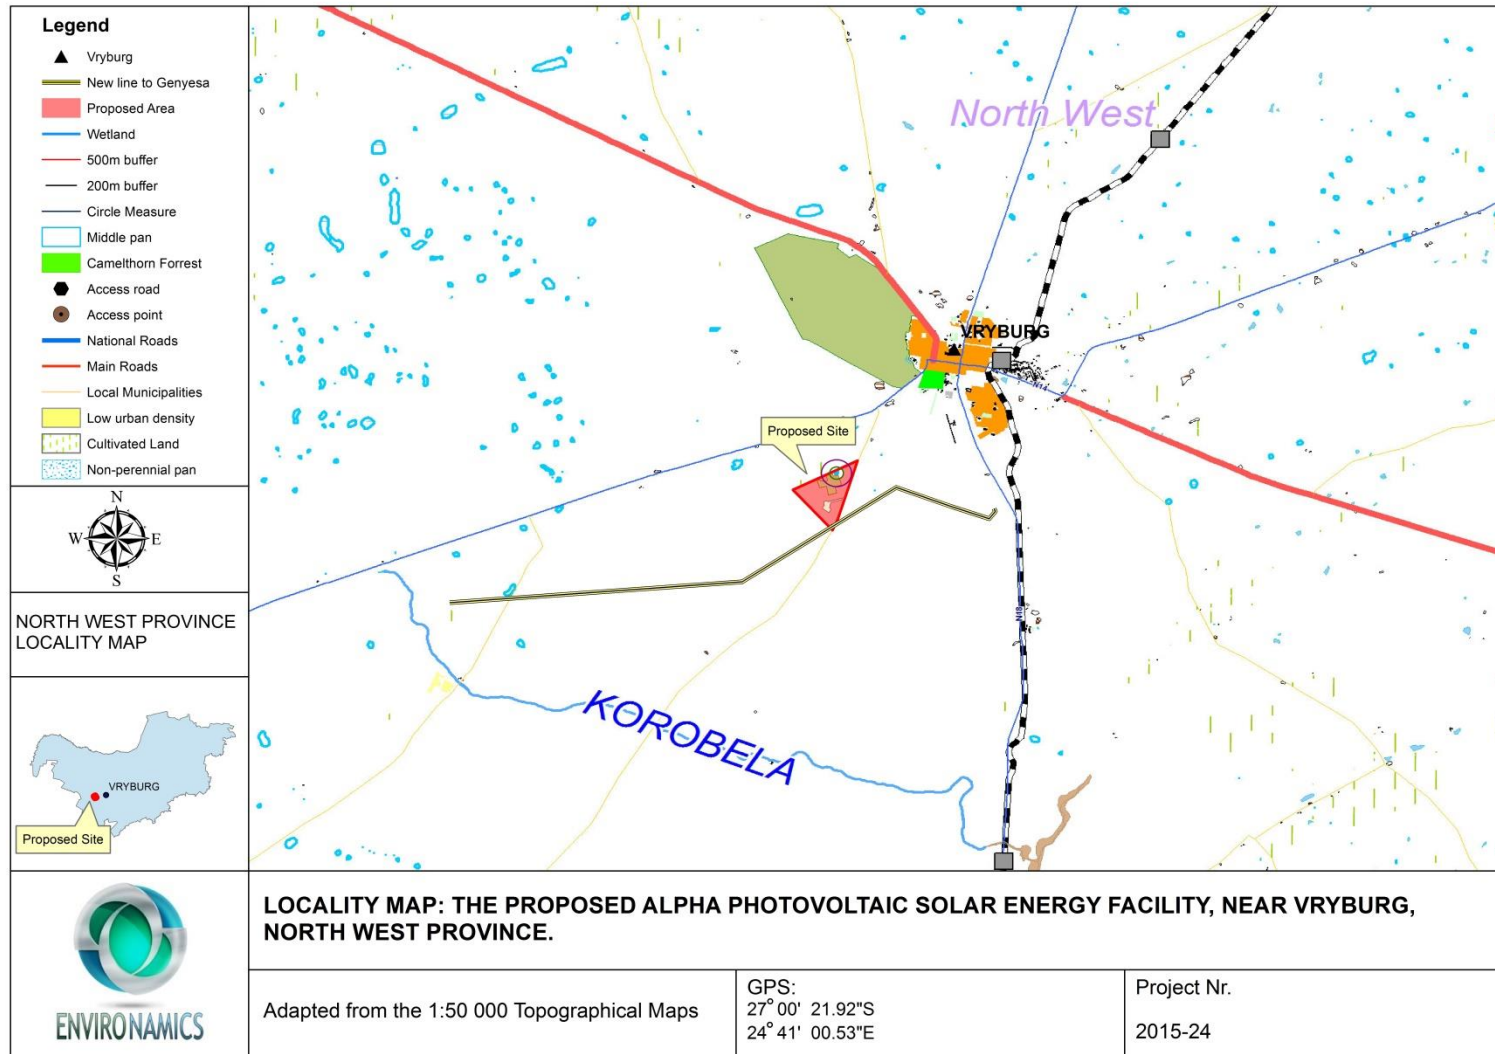 Legend
Vryburg
New line to Genyesa
Proposed Area
Wetland
500m buffer
200m buffer
Circle Measure
Middle pan
Camelthorn Forrest
Access road
Access point
National Roads
Main Roads
Local Municipalities
Low urban density
Cultivated Land
Non-perennial pan
N
W E
S
NORTH WEST PROVINCE
LOCALITY MAP
VRYBURG
Proposed Site
North West
VRYBURG
N14
Proposed Site
N18
KOROBELA
ENVIRONAMICS
LOCALITY MAP: THE PROPOSED ALPHA PHOTOVOLTAIC SOLAR ENERGY FACILITY, NEAR VRYBURG,
NORTH WEST PROVINCE.
Adapted from the 1:50 000 Topographical Maps
GPS:
27° 00' 21.92"S
24° 41' 00.53"E
Project Nr.
2015-24